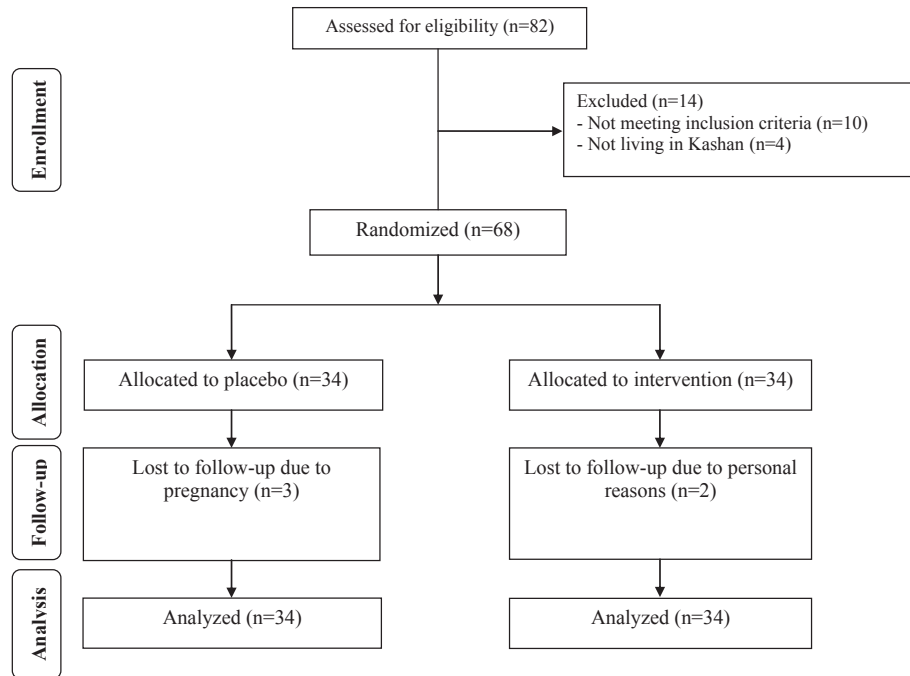 Assessed for eligibility (n=82)
Enrollment
Excluded (n=14)
- Not meeting inclusion criteria (n=10)
- Not living in Kashan (n=4)
Randomized (n=68)
Allocation
Allocated to placebo (n=34)
Allocated to intervention (n=34)
Follow-up
Lost to follow-up due to
pregnancy (n=3)
Lost to follow-up due to personal
reasons (n=2)
Analysis
Analyzed (n=34)
Analyzed (n=34)